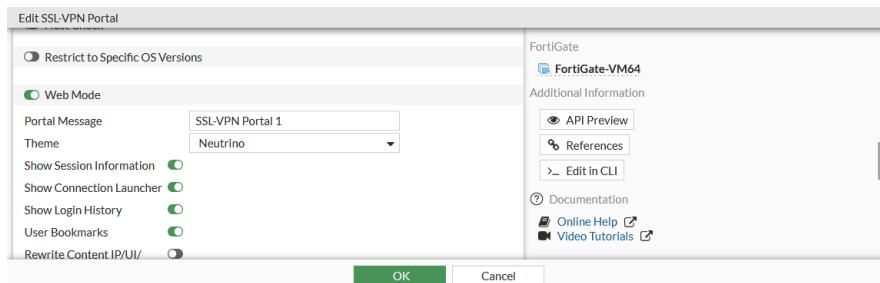 Edit SSL-VPN Portal
Host Check
Restrict to Specific OS Versions
Web Mode
Portal Message SSL-VPN Portal 1
Theme Neutrino
Show Session Information
Show Connection Launcher
Show Login History
User Bookmarks
Rewrite Content IP/UI/
FortiGate
FortiGate-VM64
Additional Information
API Preview
References
>_ Edit in CLI
Documentation
Online Help
Video Tutorials
OK Cancel